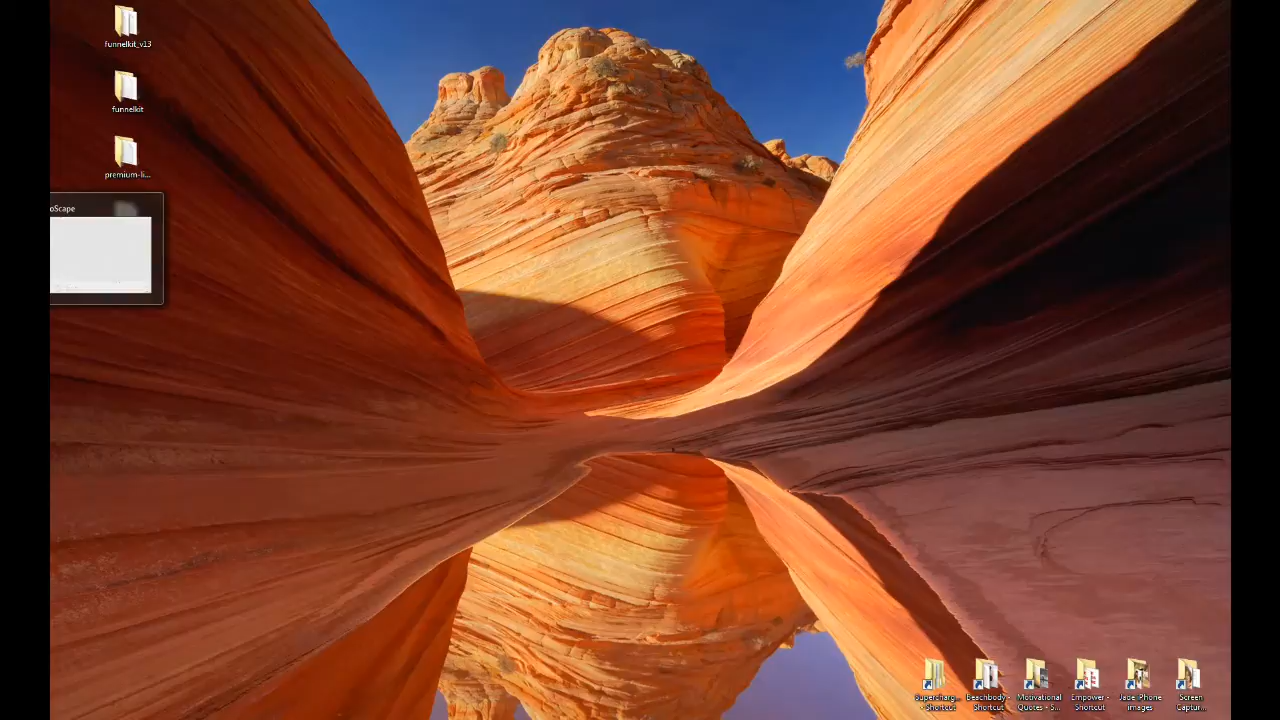 funnelkit_v13
funnelkit
premium-li...
oScape
Supercharg... - Shortcut
Beachbody - Shortcut
Motivational Quotes - S...
Empower - Shortcut
Jade iPhone images
Screen Captur...